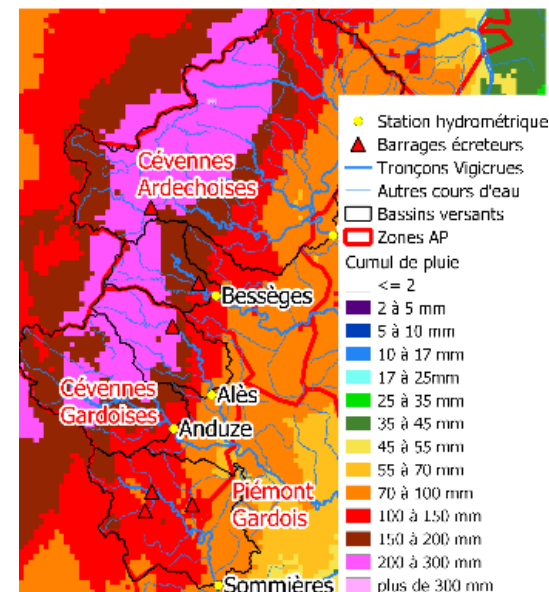 Cévennes
Ardechoises
Bessèges
Cévennes
Gardoises
Alès
Anduze
Piémont
Gardois
Sommières
Station hydrométrique
Barrages écreteurs
Tronçons Vigicrues
Autres cours d'eau
Bassins versants
Zones AP
Cumul de pluie
<= 2
2 à 5 mm
5 à 10 mm
10 à 17 mm
17 à 25mm
25 à 35 mm
35 à 45 mm
45 à 55 mm
55 à 70 mm
70 à 100 mm
100 à 150 mm
150 à 200 mm
200 à 300 mm
plus de 300 mm